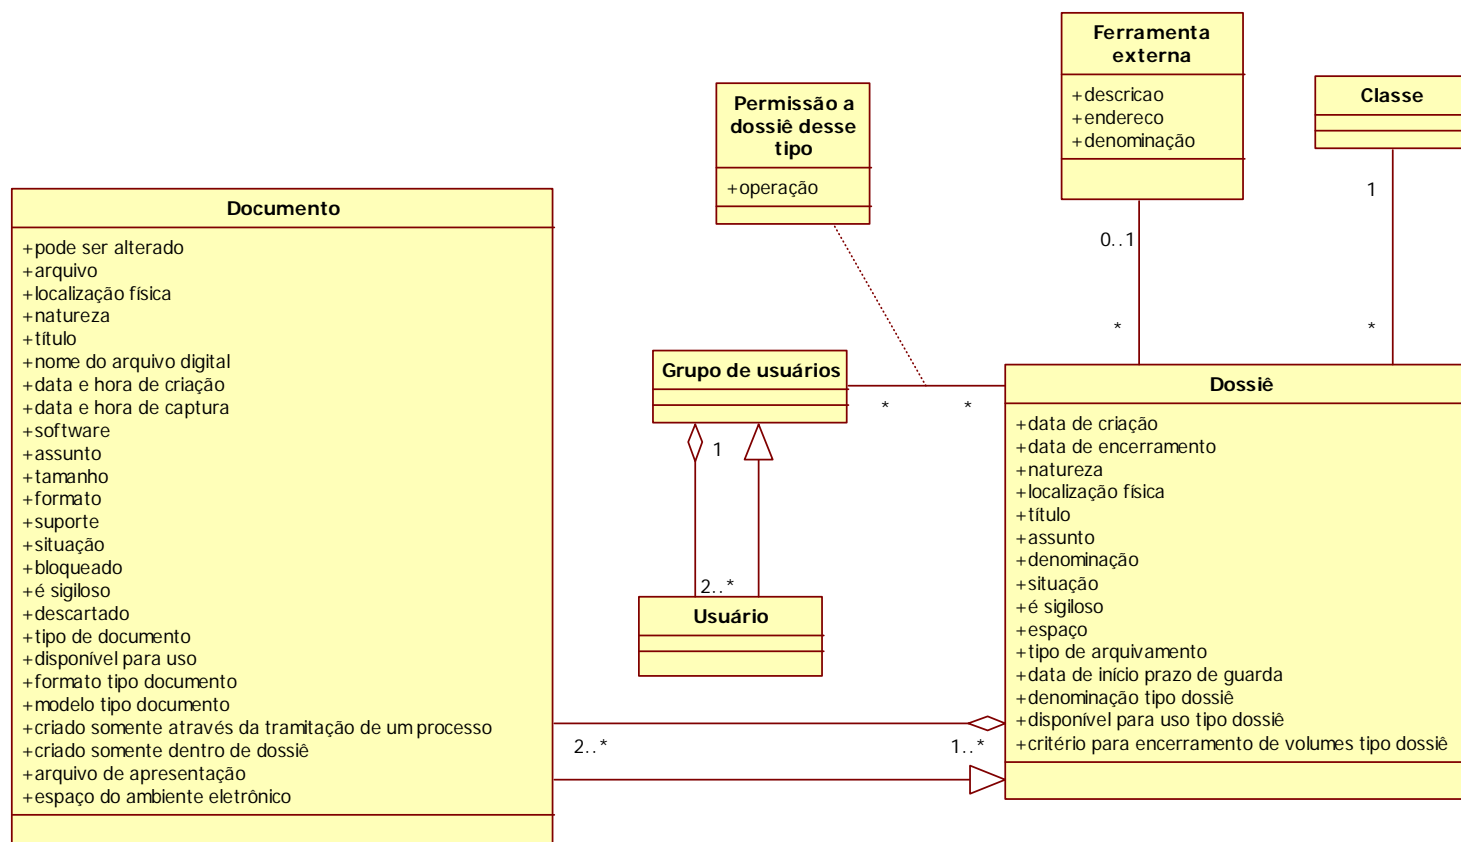 Ferramenta
externa
+descricao
+endereco
+denominação
Classe
Permissão a
dossiê desse
tipo
+operação
1
0..1
*
*
Documento
+pode ser alterado
+arquivo
+localização física
+natureza
+título
+nome do arquivo digital
+data e hora de criação
+data e hora de captura
+software
+assunto
+tamanho
+formato
+suporte
+situação
+bloqueado
+é sigiloso
+descartado
+tipo de documento
+disponível para uso
+formato tipo documento
+modelo tipo documento
+criado somente através da tramitação de um processo
+criado somente dentro de dossiê
+arquivo de apresentação
+espaço do ambiente eletrônico
Grupo de usuários
*
*
1
2..*
Usuário
2..*
1..*
Dossiê
+data de criação
+data de encerramento
+natureza
+localização física
+título
+assunto
+denominação
+situação
+é sigiloso
+espaço
+tipo de arquivamento
+data de início prazo de guarda
+denominação tipo dossiê
+disponível para uso tipo dossiê
+critério para encerramento de volumes tipo dossiê